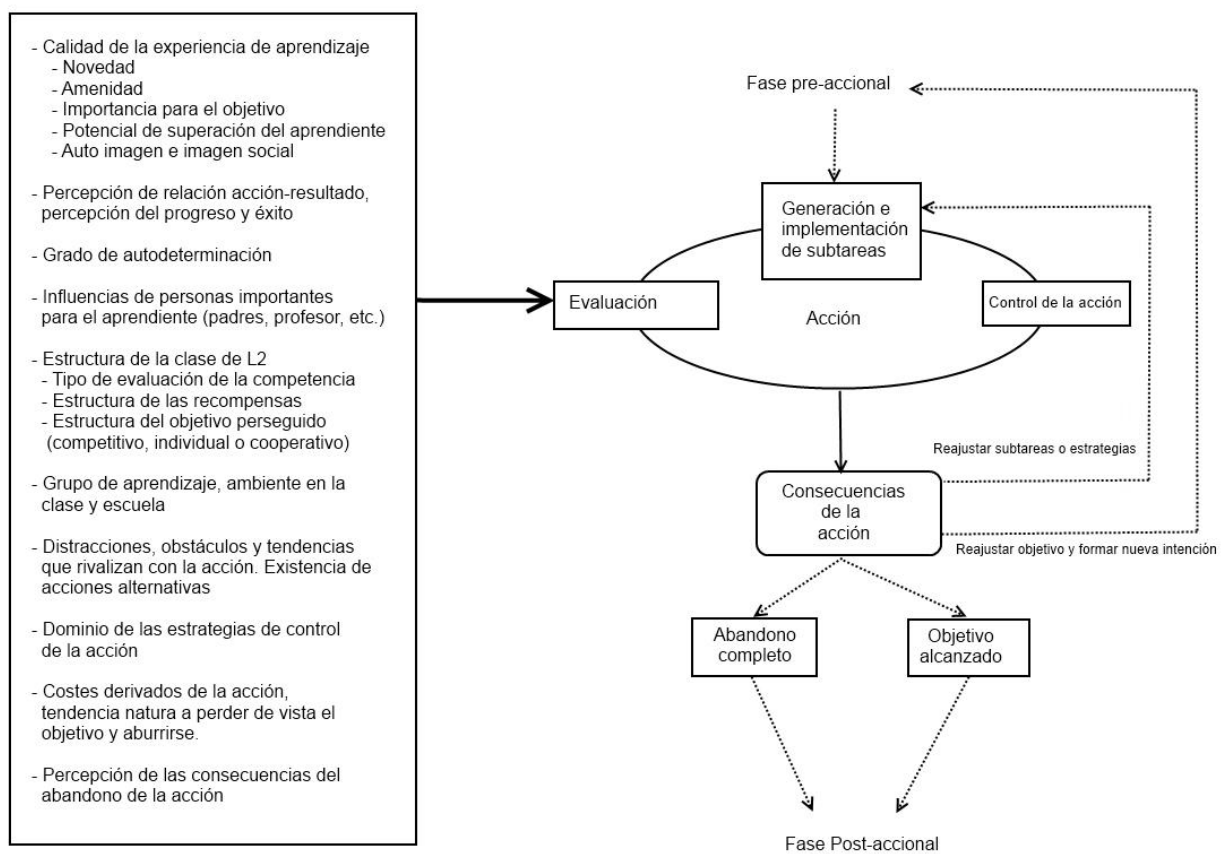 - Calidad de la experiencia de aprendizaje
- Novedad
- Amenidad
- Importancia para el objetivo
- Potencial de superación del aprendiente
- Auto imagen e imagen social
- Percepción de relación acción-resultado,
percepción del progreso y éxito
- Grado de autodeterminación
- Influencias de personas importantes
para el aprendiente (padres, profesor, etc.)
- Estructura de la clase de L2
- Tipo de evaluación de la competencia
- Estructura de las recompensas
- Estructura del objetivo perseguido
(competitivo, individual o cooperativo)
- Grupo de aprendizaje, ambiente en la
clase y escuela
- Distracciones, obstáculos y tendencias
que rivalizan con la acción. Existencia de
acciones alternativas
- Dominio de las estrategias de control
de la acción
- Costes derivados de la acción,
tendencia natura a perder de vista el
objetivo y aburrirse.
- Percepción de las consecuencias del
abandono de la acción
Fase pre-accional
Generación e
implementación
de subtareas
Evaluación
Acción
Control de la acción
Reajustar subtareas o estrategias
Consecuencias
de la
acción
Reajustar objetivo y formar nueva intención
Abandono
completo
Objetivo
alcanzado
Fase Post-accional